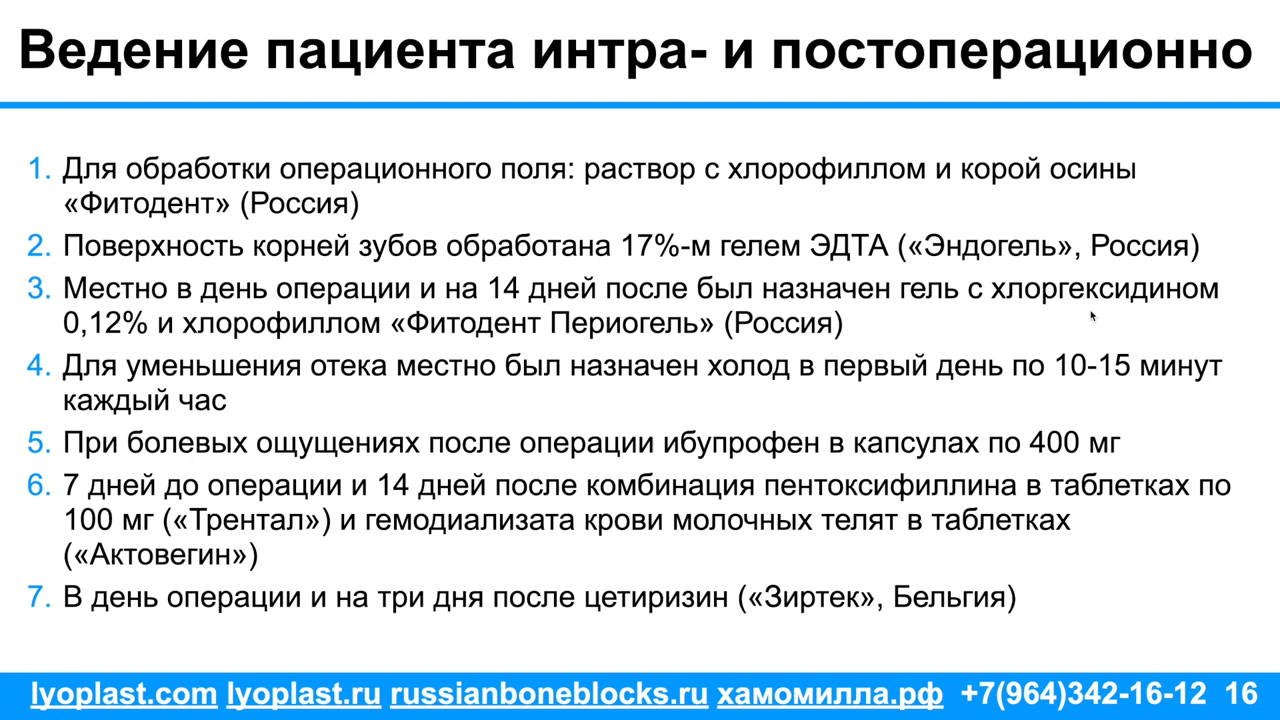 Ведение пациента интра- и постоперационно
1. Для обработки операционного поля: раствор с хлорофиллом и корой осины
«Фитодент» (Россия)
2. Поверхность корней зубов обработана 17%-м гелем ЭДТА («Эндогель», Россия)
3. Местно в день операции и на 14 дней после был назначен гель с хлоргексидином
0,12% и хлорофиллом «Фитодент Периогель» (Россия)
4. Для уменьшения отека местно был назначен холод в первый день по 10-15 минут
каждый час
5. При болевых ощущениях после операции ибупрофен в капсулах по 400 мг
6. 7 дней до операции и 14 дней после комбинация пентоксифиллина в таблетках по
100 мг («Трентал») и гемодиализата крови молочных телят в таблетках
(«Актовегин»)
7. В день операции и на три дня после цетиризин («Зиртек», Бельгия)
lyoplast.com lyoplast.ru russianboneblocks.ru хамомилла.рф +7(964)342-16-12 16